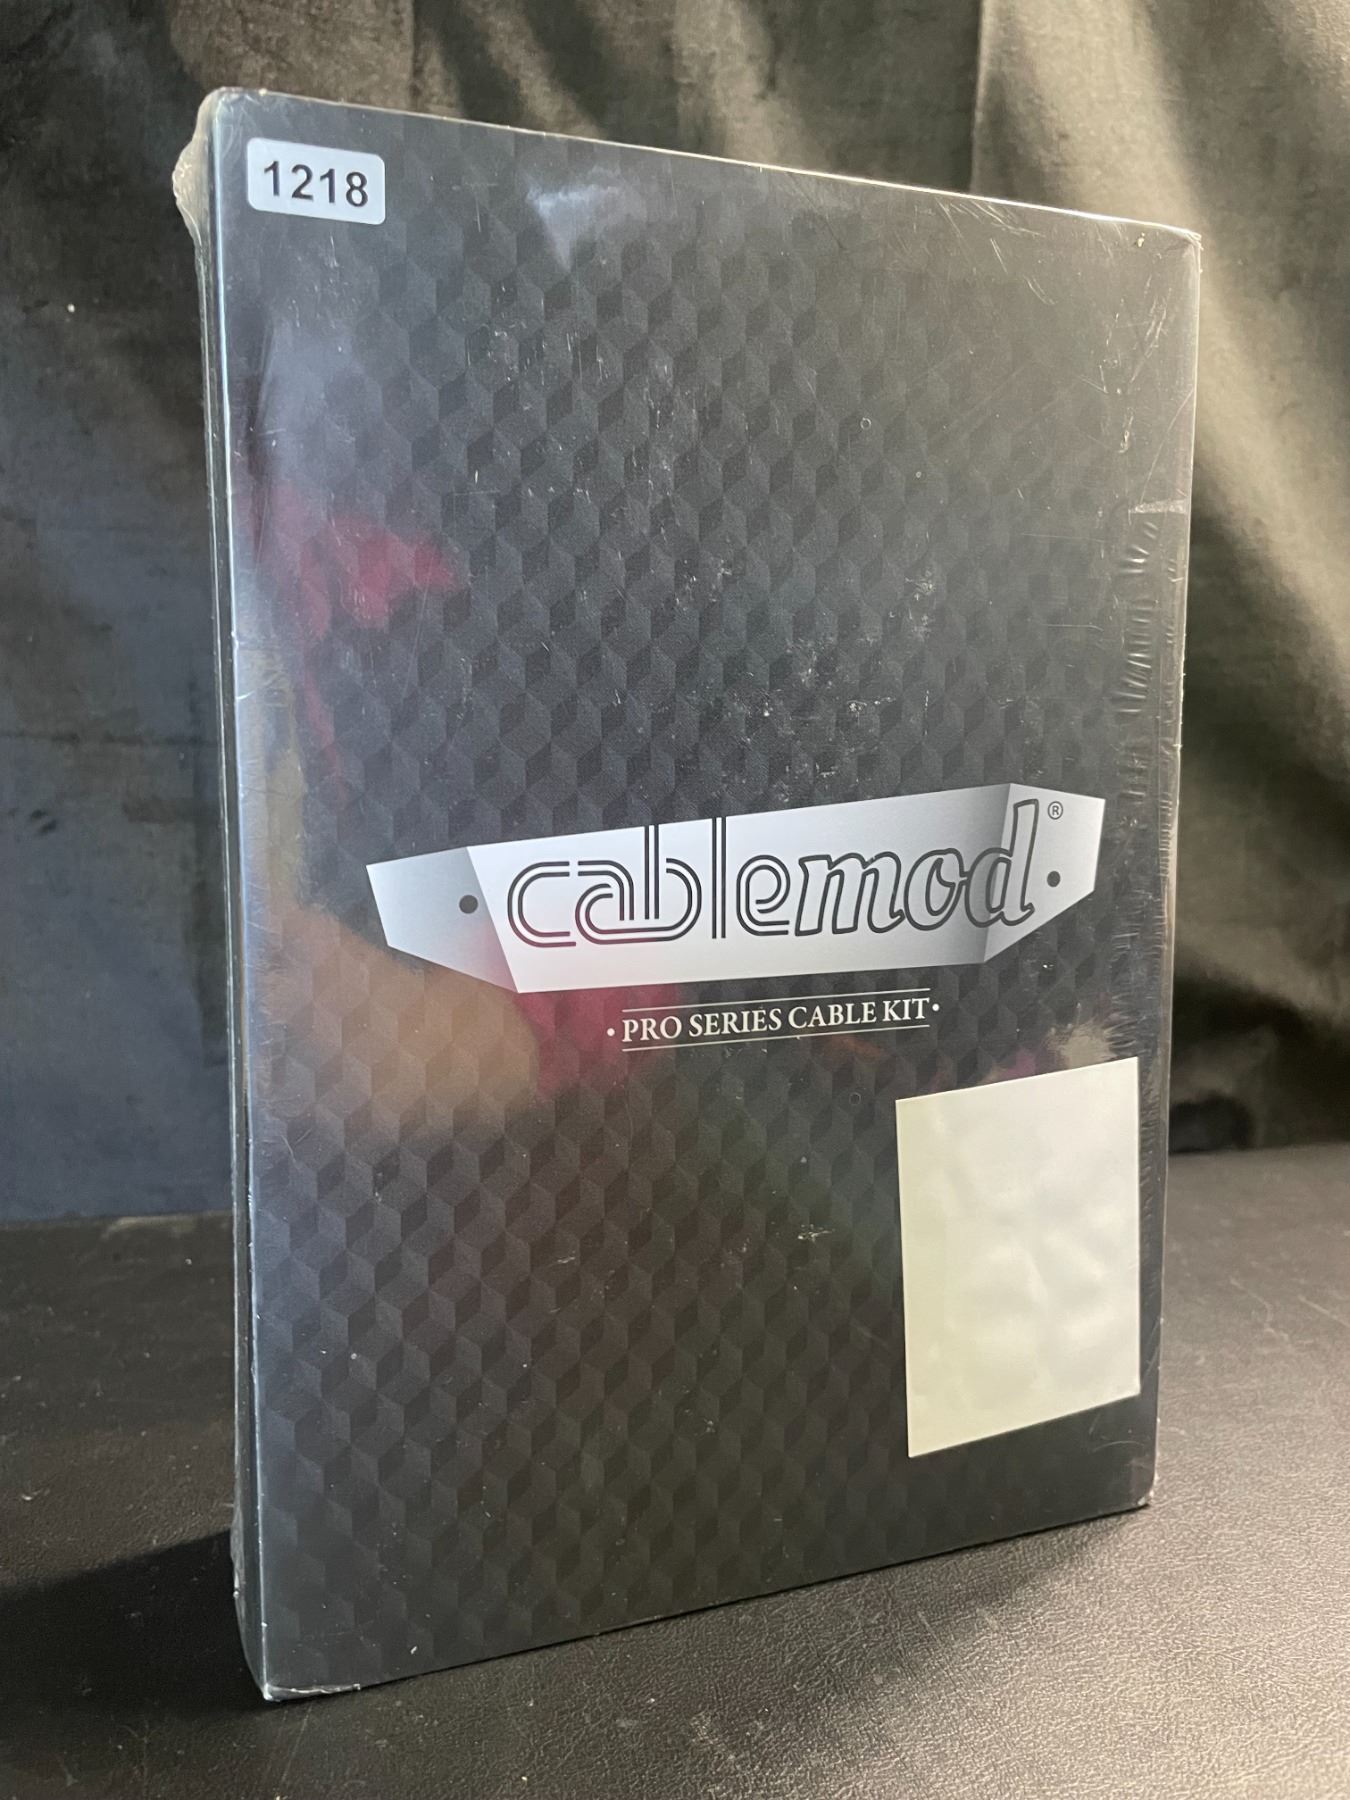 1218
cablemod®
• PRO SERIES CABLE KIT •